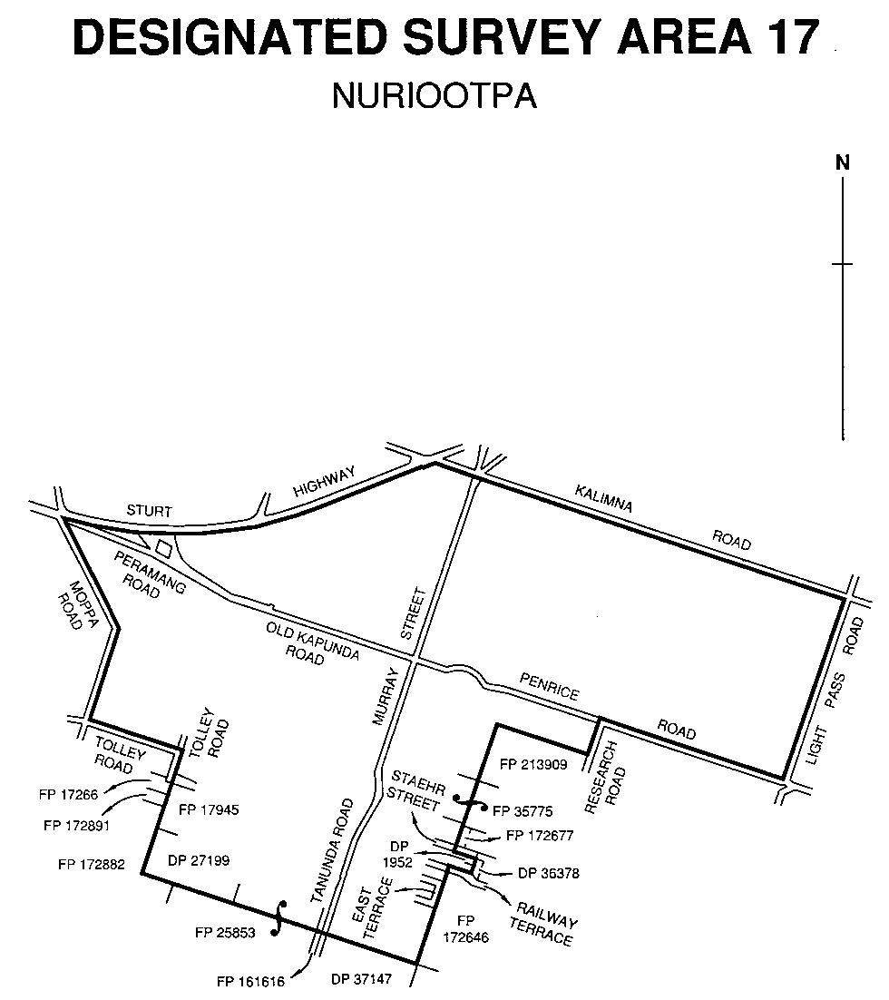 DESIGNATED SURVEY AREA 17
NURIOOTPA
N
HIGHWAY
STURT
KALIMNA
ROAD
PERAMANG
ROAD
MOPPA
ROAD
STREET
OLD KAPUNDA
ROAD
ROAD
PASS
LIGHT
MURRAY
PENRICE
ROAD
TOLLEY
ROAD
TOLLEY
ROAD
RESEARCH
ROAD
FP 213909
STAEHR
STREET
FP 17266
FP 172891
FP 17945
FP 35775
FP 172677
FP 172882
DP 27199
TANUNDA ROAD
DP
1952
DP 36378
EAST
TERRACE
RAILWAY
TERRACE
FP
172646
FP 25853
FP 161616
DP 37147